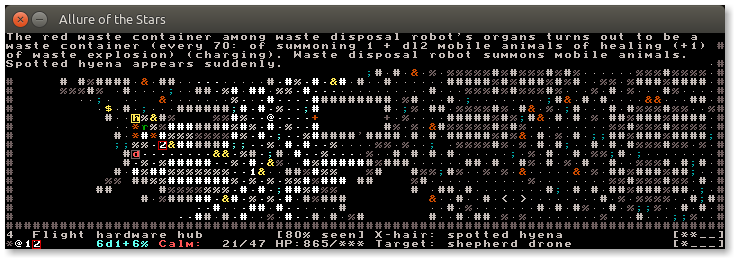 Allure of the Stars
The red waste container among waste disposal robot's organs turns out to be a
waste container (every 70: of summoning 1 + dl2 mobile animals of healing (+1)
of waste explosion) (charging). Waste disposal robot summons mobile animals.
Spotted hyena appears suddenly.
4 Flight hardware hub [80% seen] X-hair: spotted hyena [**__]
*@12 6d1+6% Calm: 21/47 HP:865/*** Target: shepherd drone [*___]